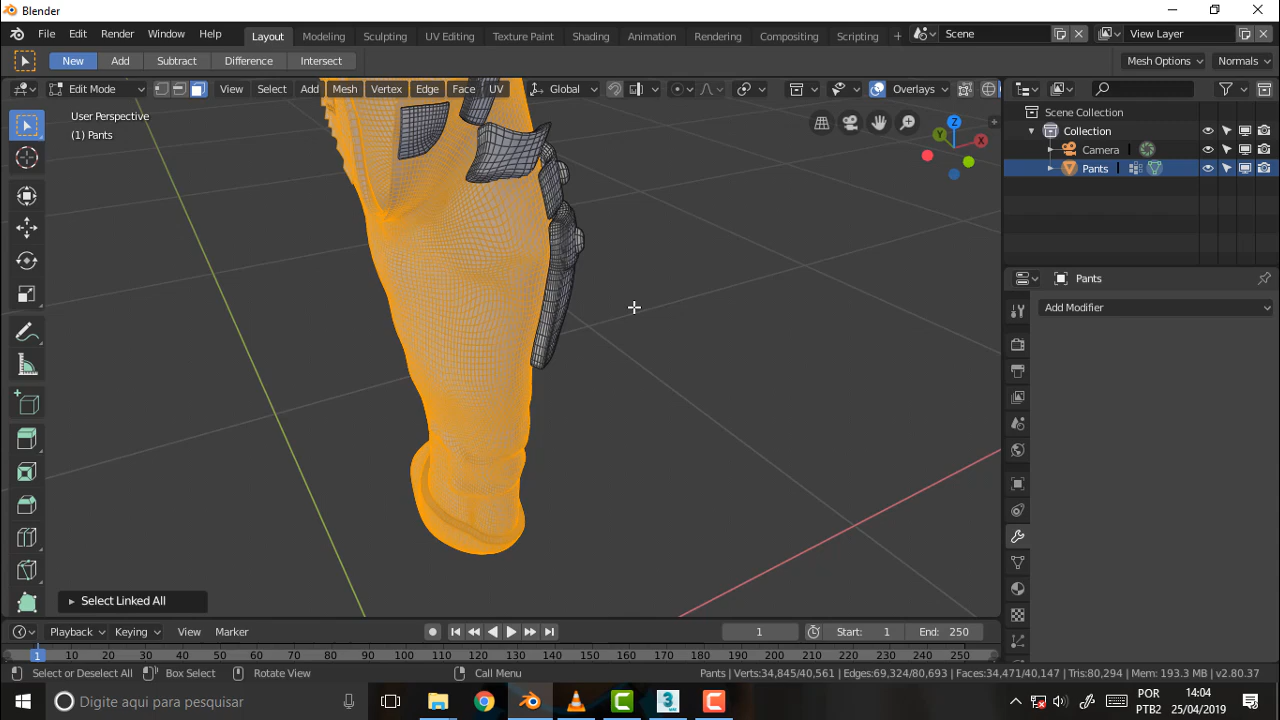 Blender
File Edit Render Window Help Layout Modeling Sculpting UV Editing Texture Paint Shading Animation Rendering Compositing Scripting + Scene View Layer
New Add Subtract Difference Intersect Mesh Options Normals
Edit Mode View Select Add Mesh Vertex Edge Face UV Global Overlays
User Perspective
(1) Pants
Z
Y
X
Scene Collection
Collection
Camera
Pants
Pants
Add Modifier
Select Linked All
Playback Keying View Marker 1 Start: 1 End: 250
1 10 20 30 40 50 60 70 80 90 100 110 120 130 140 150 160 170 180 190 200 210 220 230 240 250
Select or Deselect All Box Select Rotate View Call Menu Pants | Verts:34,845/40,561 | Edges:69,324/80,693 | Faces:34,471/40,147 | Tris:80,294 | Mem: 193.3 MB | v2.80.37
Digite aqui para pesquisar
POR
PTB2
14:04
25/04/2019